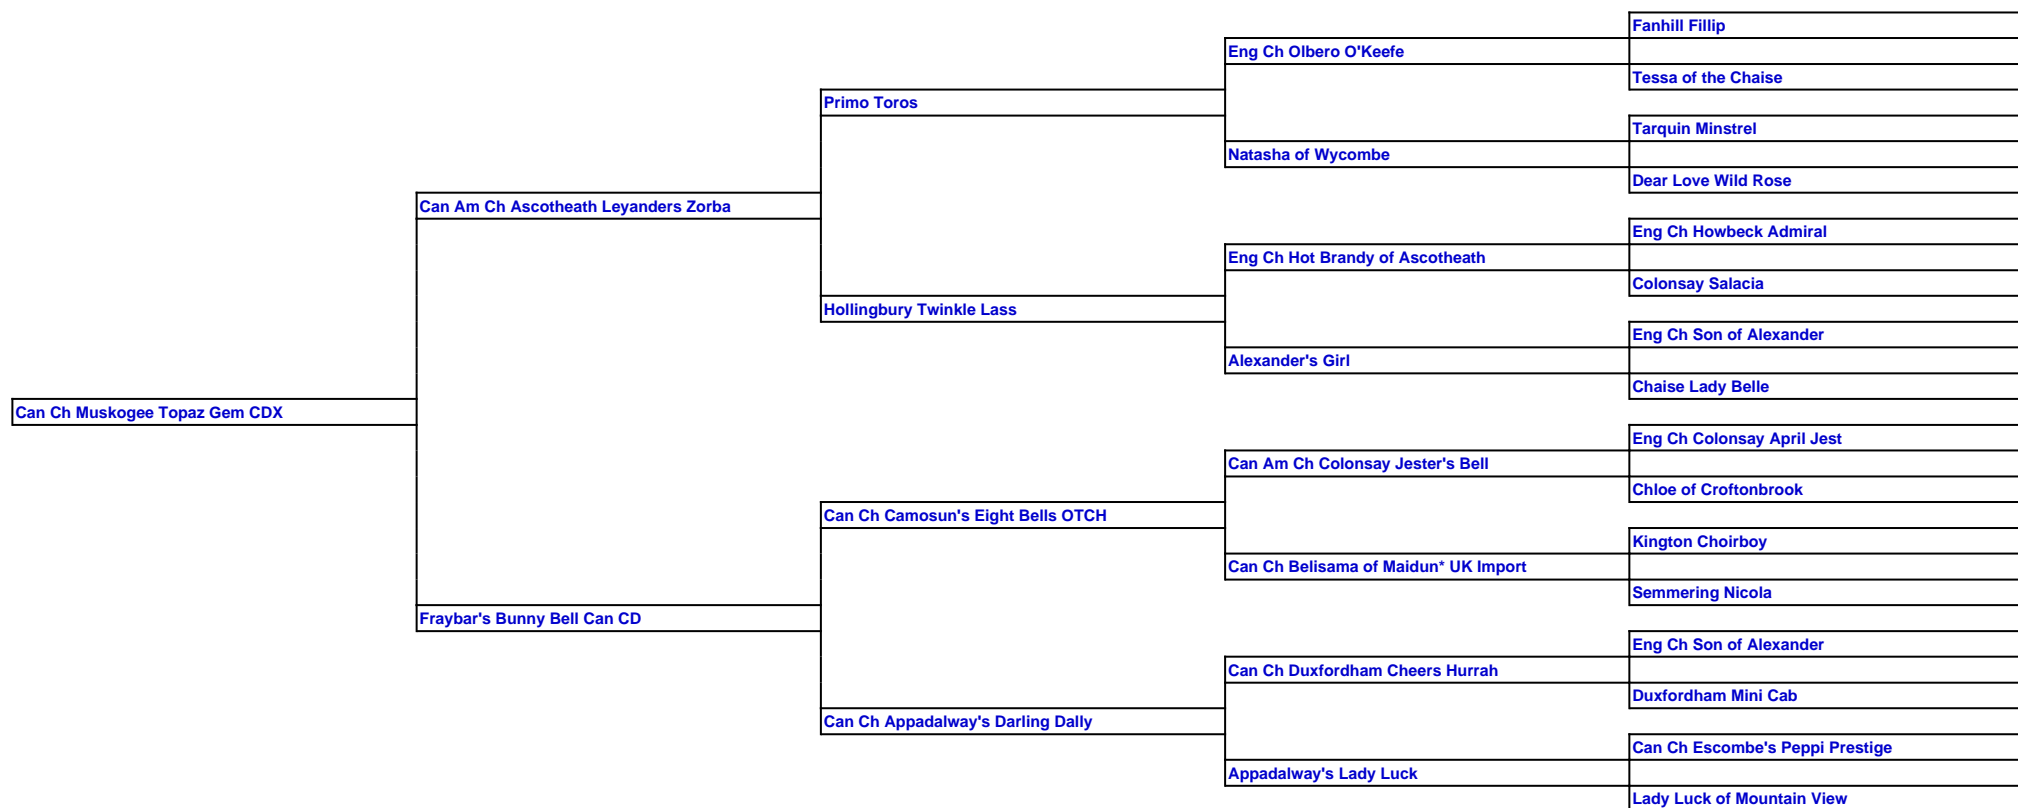 Fanhill Fillip
Eng Ch Olbero O'Keefe
Tessa of the Chaise
Primo Toros
Tarquin Minstrel
Natasha of Wycombe
Dear Love Wild Rose
Can Am Ch Ascotheath Leyanders Zorba
Eng Ch Howbeck Admiral
Eng Ch Hot Brandy of Ascotheath
Colonsay Salacia
Hollingbury Twinkle Lass
Eng Ch Son of Alexander
Alexander's Girl
Chaise Lady Belle
Can Ch Muskogee Topaz Gem CDX
Eng Ch Colonsay April Jest
Can Am Ch Colonsay Jester's Bell
Chloe of Croftonbrook
Can Ch Camosun's Eight Bells OTCH
Kington Choirboy
Can Ch Belisama of Maidun* UK Import
Semmering Nicola
Fraybar's Bunny Bell Can CD
Eng Ch Son of Alexander
Can Ch Duxfordham Cheers Hurrah
Duxfordham Mini Cab
Can Ch Appadalway's Darling Dally
Can Ch Escombe's Peppi Prestige
Appadalway's Lady Luck
Lady Luck of Mountain View